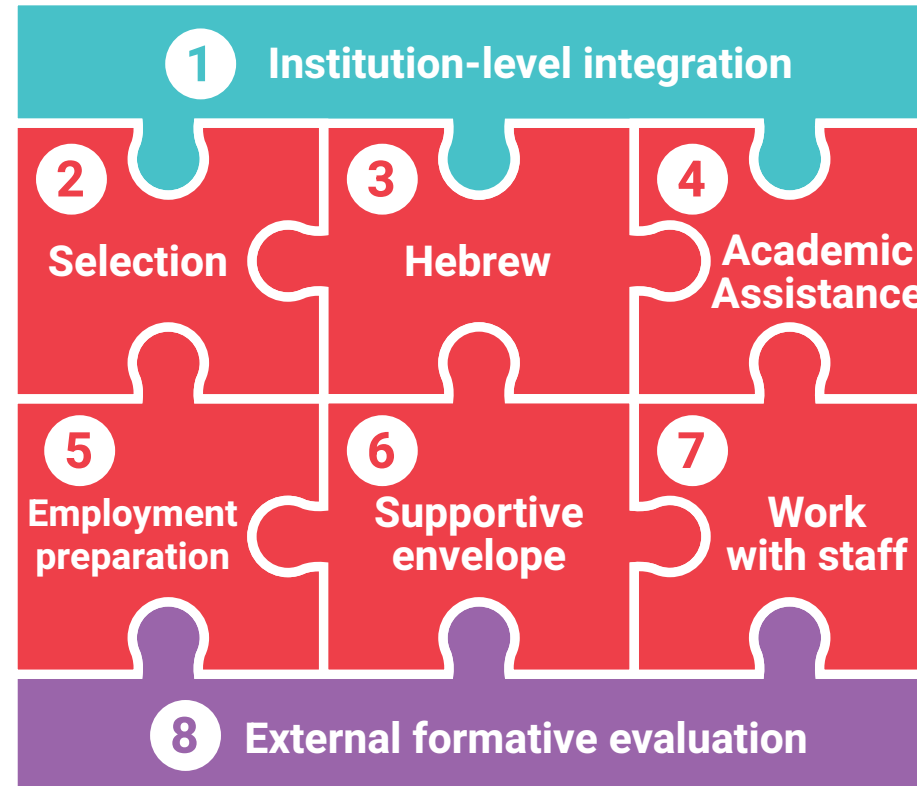 1 Institution-level integration
2
Selection
3
Hebrew
4
Academic
Assistance
5
Employment
preparation
6
Supportive
envelope
7
Work
with staff
8 External formative evaluation